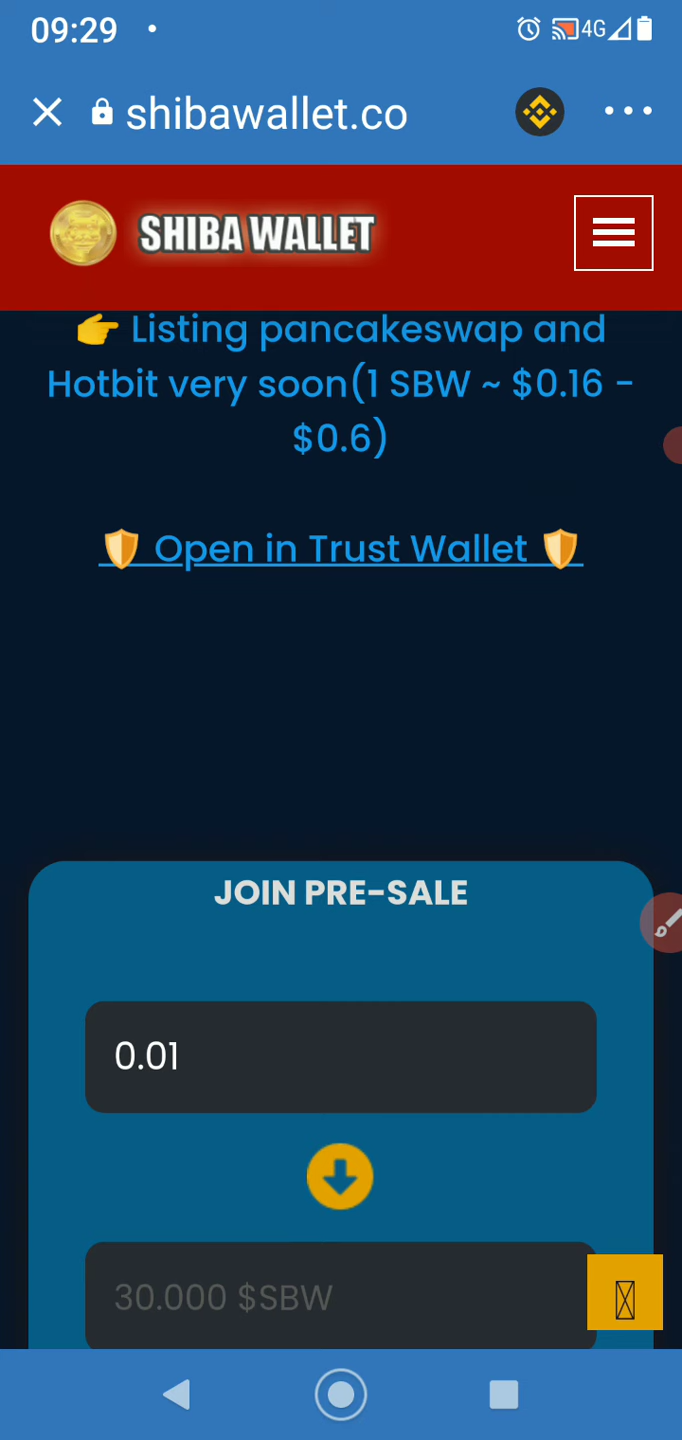 09:29
4G
shibawallet.co
SHIBA WALLET
👉 Listing pancakeswap and
Hotbit very soon(1 SBW ~ $0.16 -
$0.6)
🛡️ Open in Trust Wallet 🛡️
JOIN PRE-SALE
0.01
30.000 $SBW